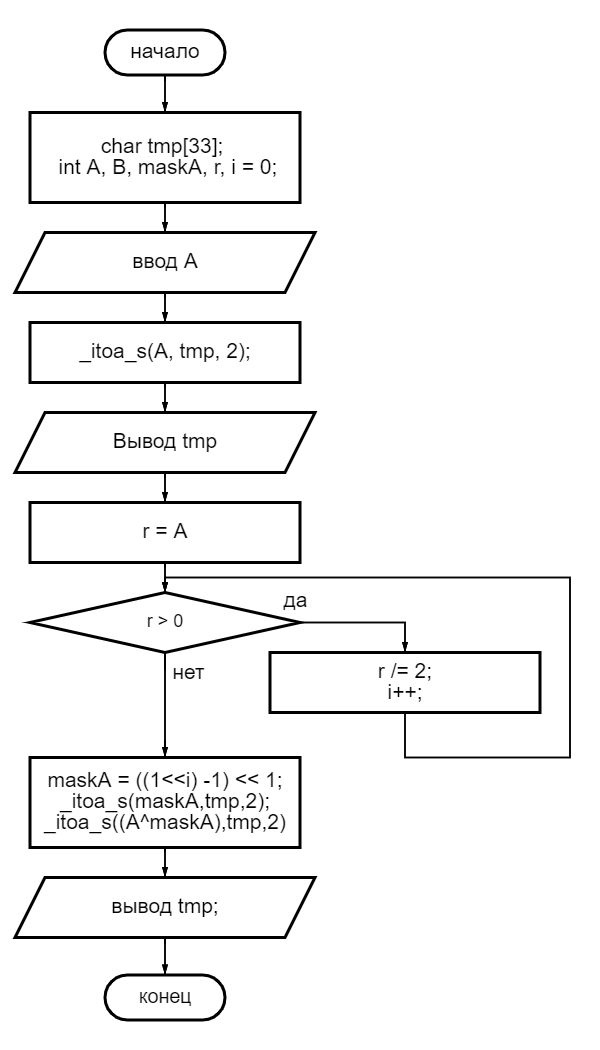 начало
char tmp[33];
int A, B, maskA, r, i = 0;
ввод A
_itoa_s(A, tmp, 2);
Вывод tmp
r = A
r > 0
да
r /= 2;
i++;
нет
maskA = ((1<<i) -1) << 1;
_itoa_s(maskA,tmp,2);
_itoa_s((A^maskA),tmp,2)
вывод tmp;
конец